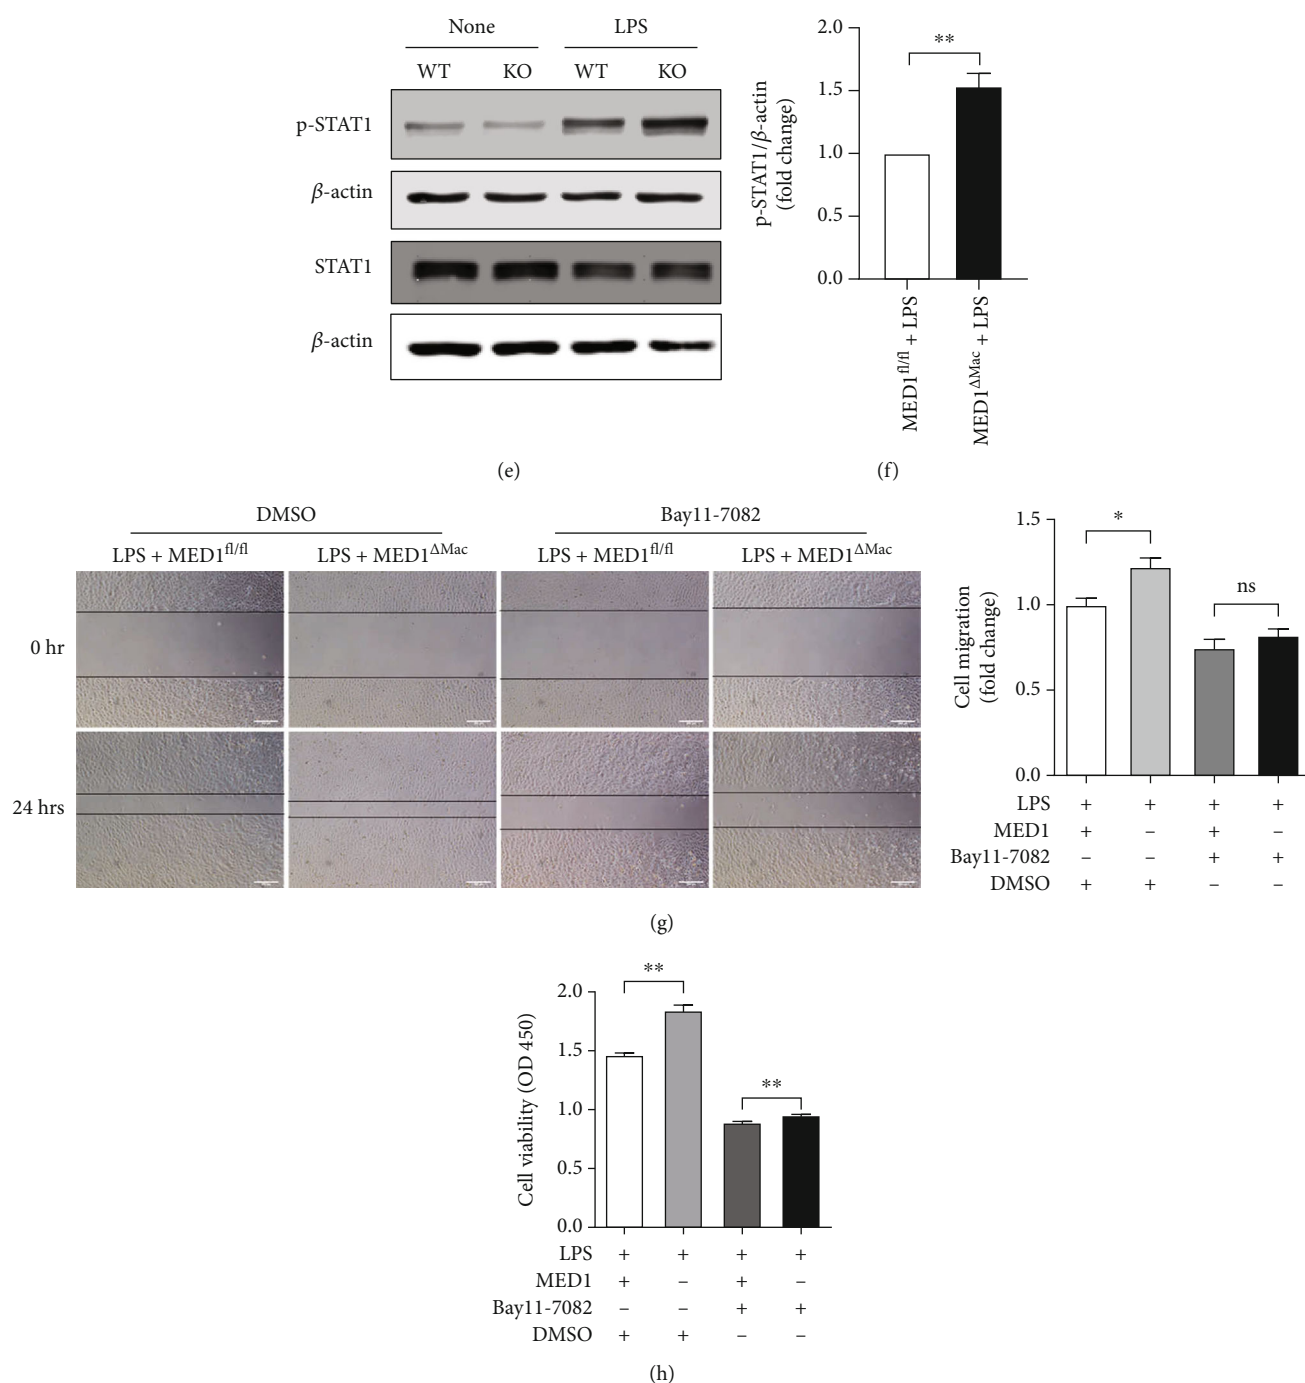 None LPS
WT KO WT KO
p-STAT1
β-actin
STAT1
β-actin
(e)
2.0
1.5
1.0
0.5
0.0
p-STAT1/β-actin
(fold change)
**
MED1fl/fl + LPS
MED1ΔMac + LPS
(f)
DMSO Bay11-7082
LPS + MED1fl/fl LPS + MED1ΔMac LPS + MED1fl/fl LPS + MED1ΔMac
0 hr
24 hrs
1.5
1.0
0.5
0.0
Cell migration
(fold change)
* ns
LPS + + + +
MED1 + – + –
Bay11-7082 – – + +
DMSO + + – –
(g)
2.0
1.5
1.0
0.5
0.0
Cell viability (OD 450)
** **
LPS + + + +
MED1 + – + –
Bay11-7082 – – + +
DMSO + + – –
(h)